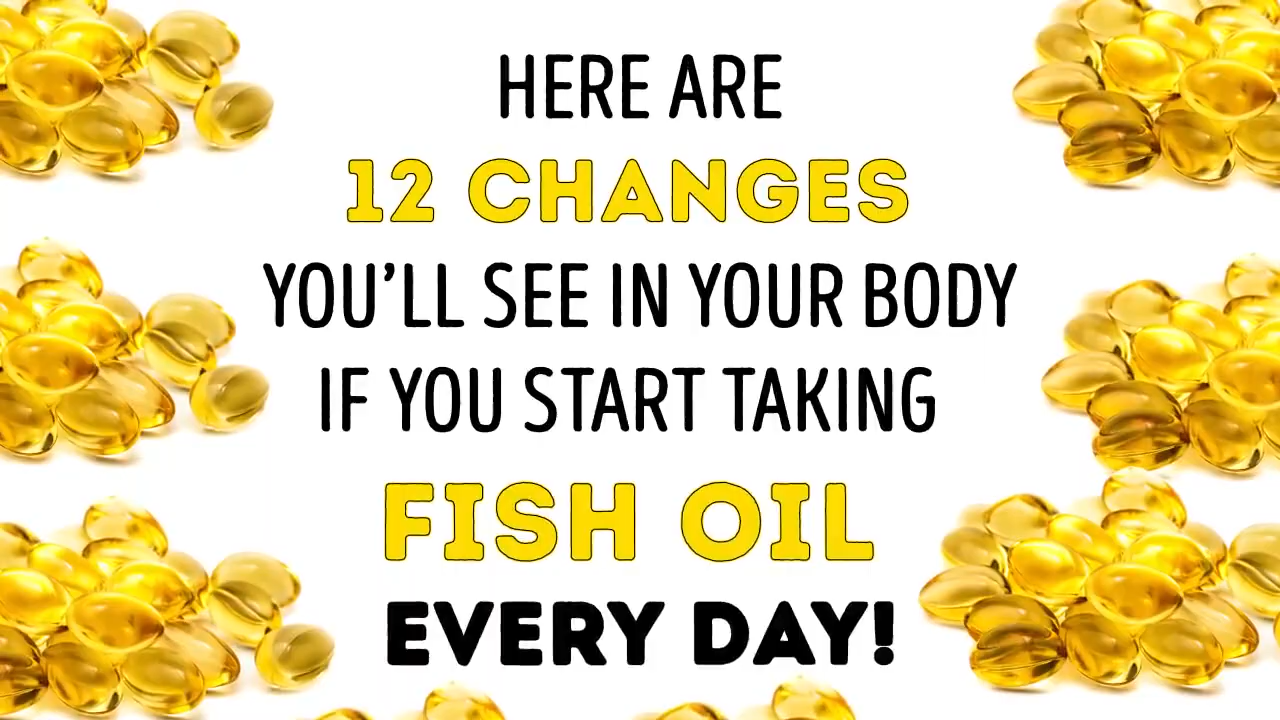 HERE ARE
12 CHANGES
YOU'LL SEE IN YOUR BODY
IF YOU START TAKING
FISH OIL
EVERY DAY!